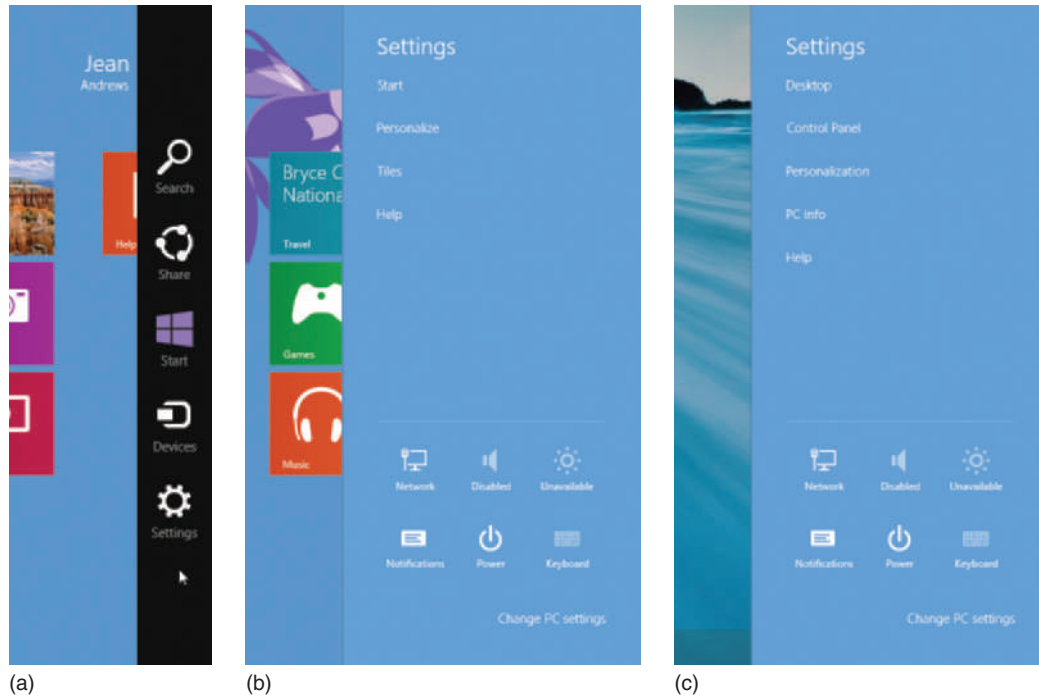 Jean
Andrews
Help
Search
Share
Start
Devices
Settings
(a)
Bryce C
Nationa
Travel
Games
Music
Settings
Start
Personalize
Tiles
Help
Network Disabled Unavailable
Notifications Power Keyboard
Change PC settings
(b)
Settings
Desktop
Control Panel
Personalization
PC info
Help
Network Disabled Unavailable
Notifications Power Keyboard
Change PC settings
(c)